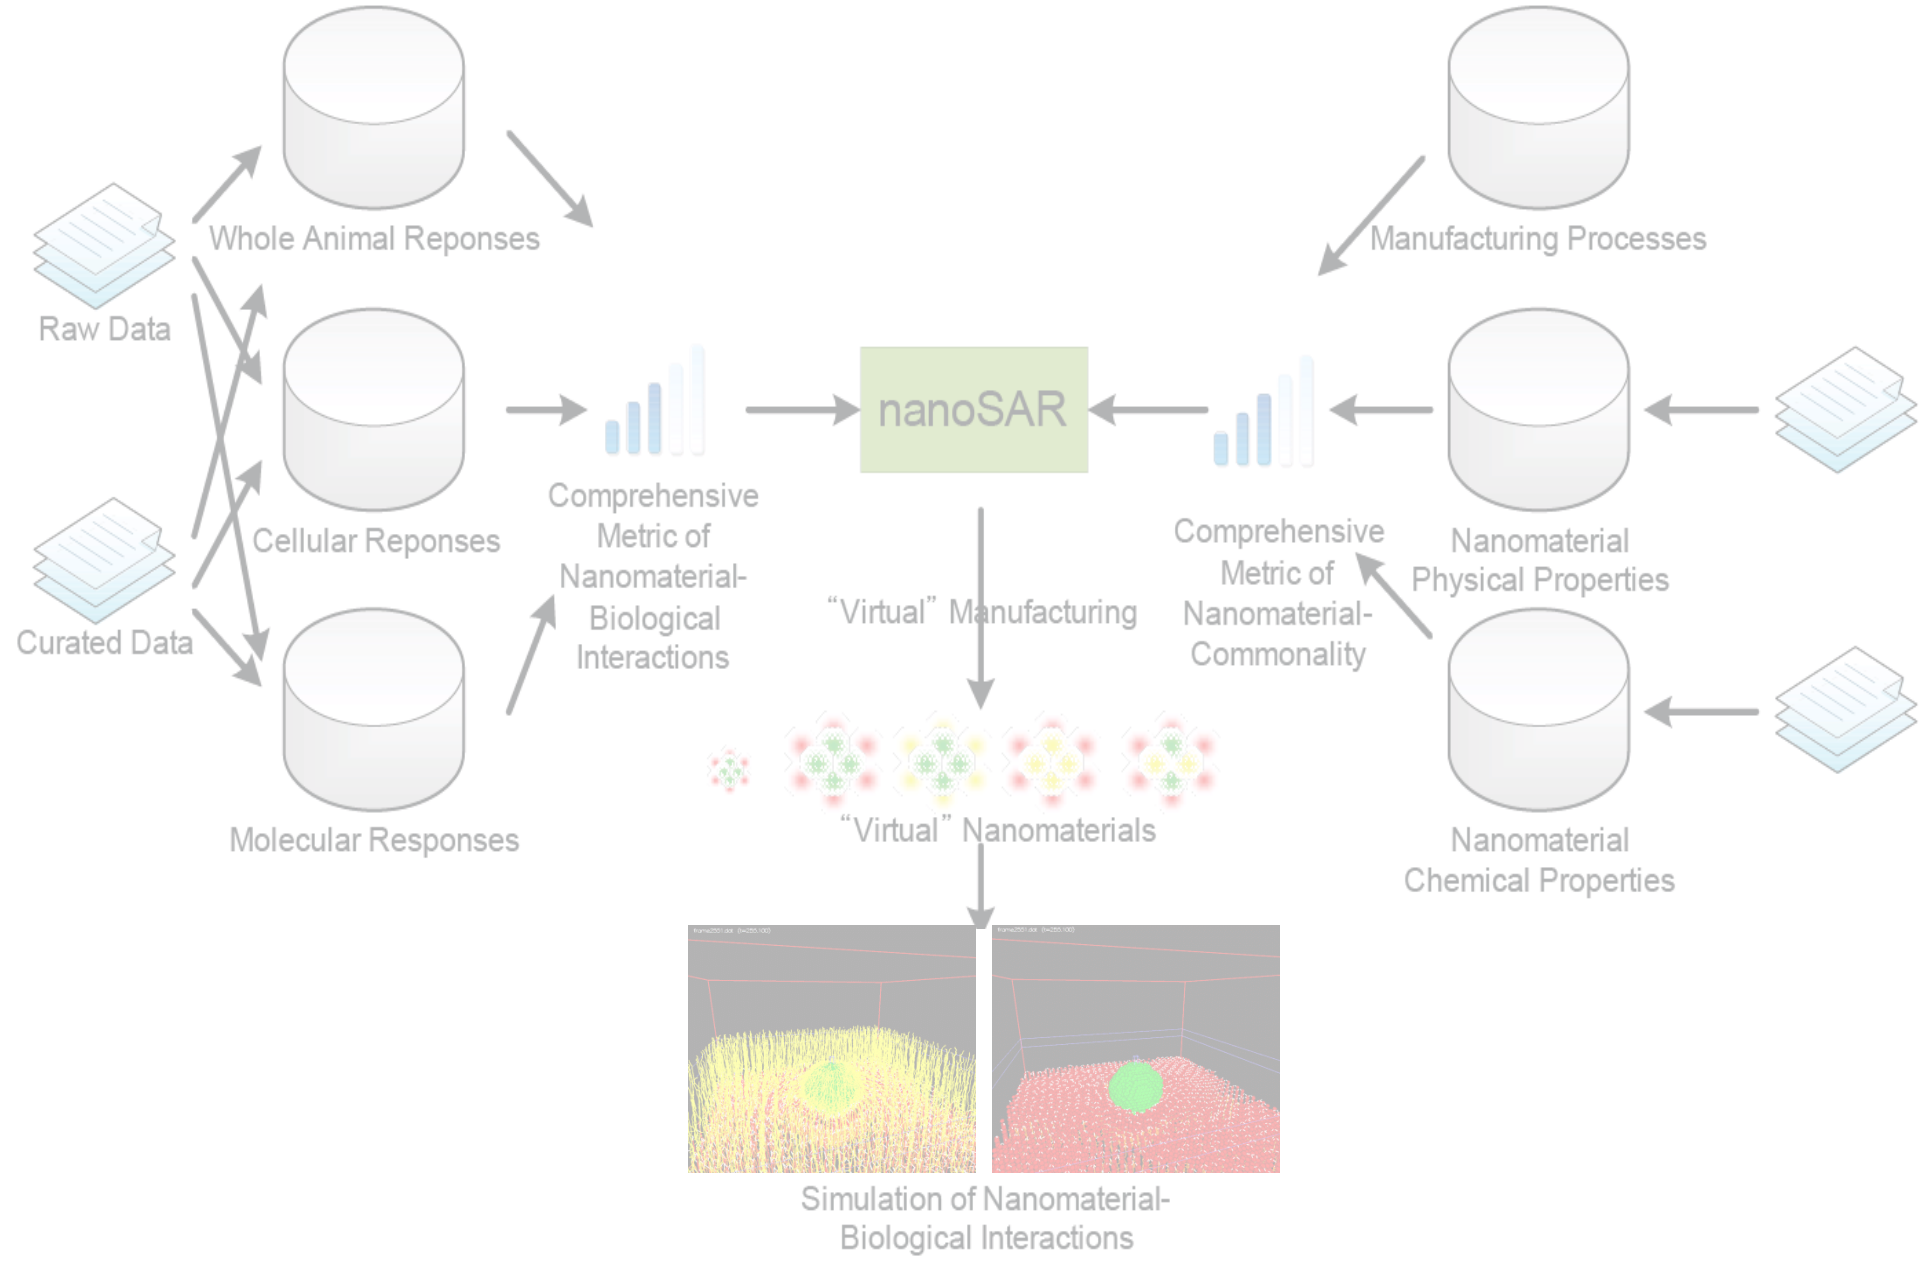 Whole Animal Reponses
Manufacturing Processes
Raw Data
nanoSAR
Comprehensive
Metric of
Nanomaterial-
Biological
Interactions
Cellular Reponses
Comprehensive
Metric of
Nanomaterial-
Commonality
Nanomaterial
Physical Properties
“Virtual” Manufacturing
Curated Data
Molecular Responses
“Virtual” Nanomaterials
Nanomaterial
Chemical Properties
Simulation of Nanomaterial-
Biological Interactions